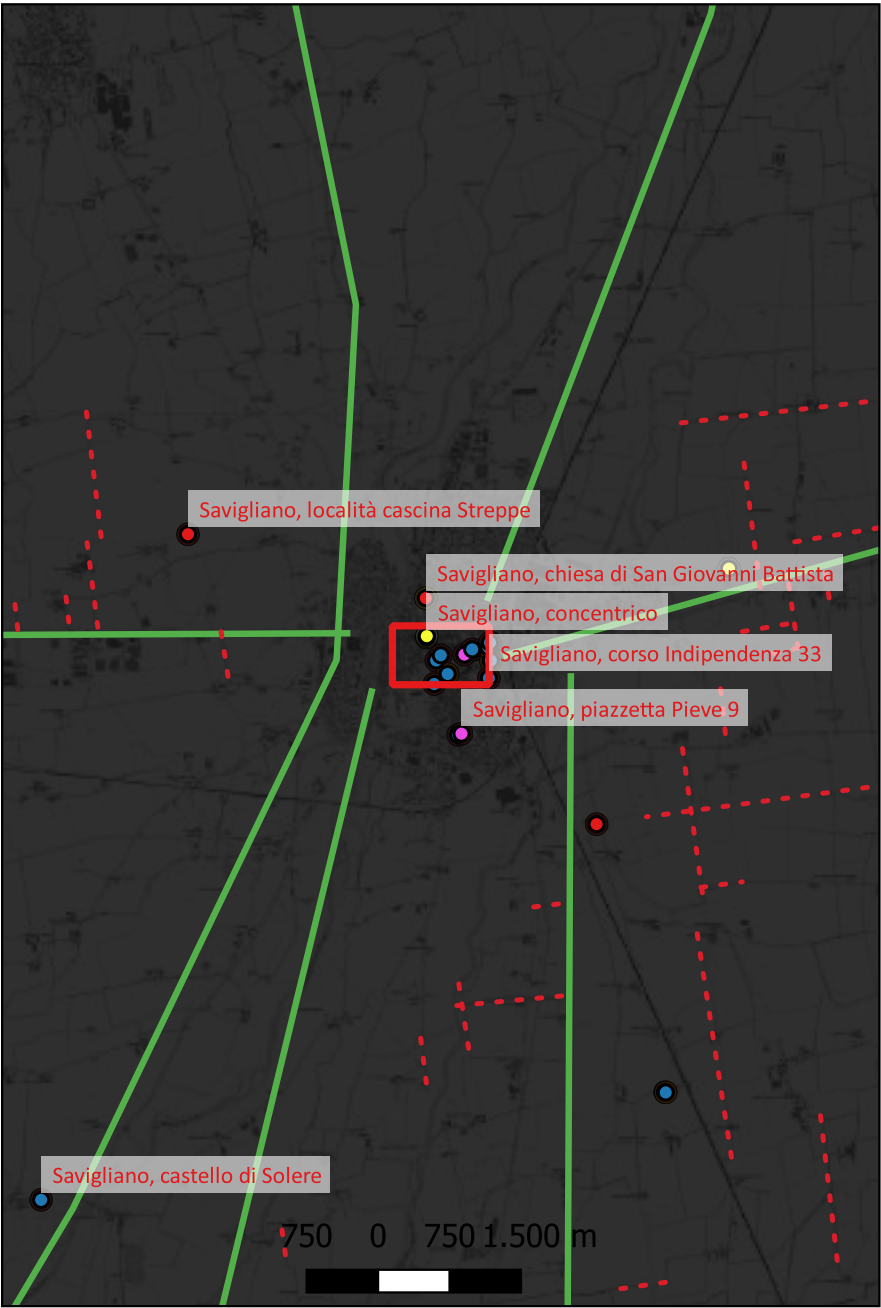 Savigliano, località cascina Streppe
Savigliano, chiesa di San Giovanni Battista
Savigliano, concentrico
Savigliano, corso Indipendenza 33
Savigliano, piazzetta Pieve 9
Savigliano, castello di Solere
750 0 750 1.500 m